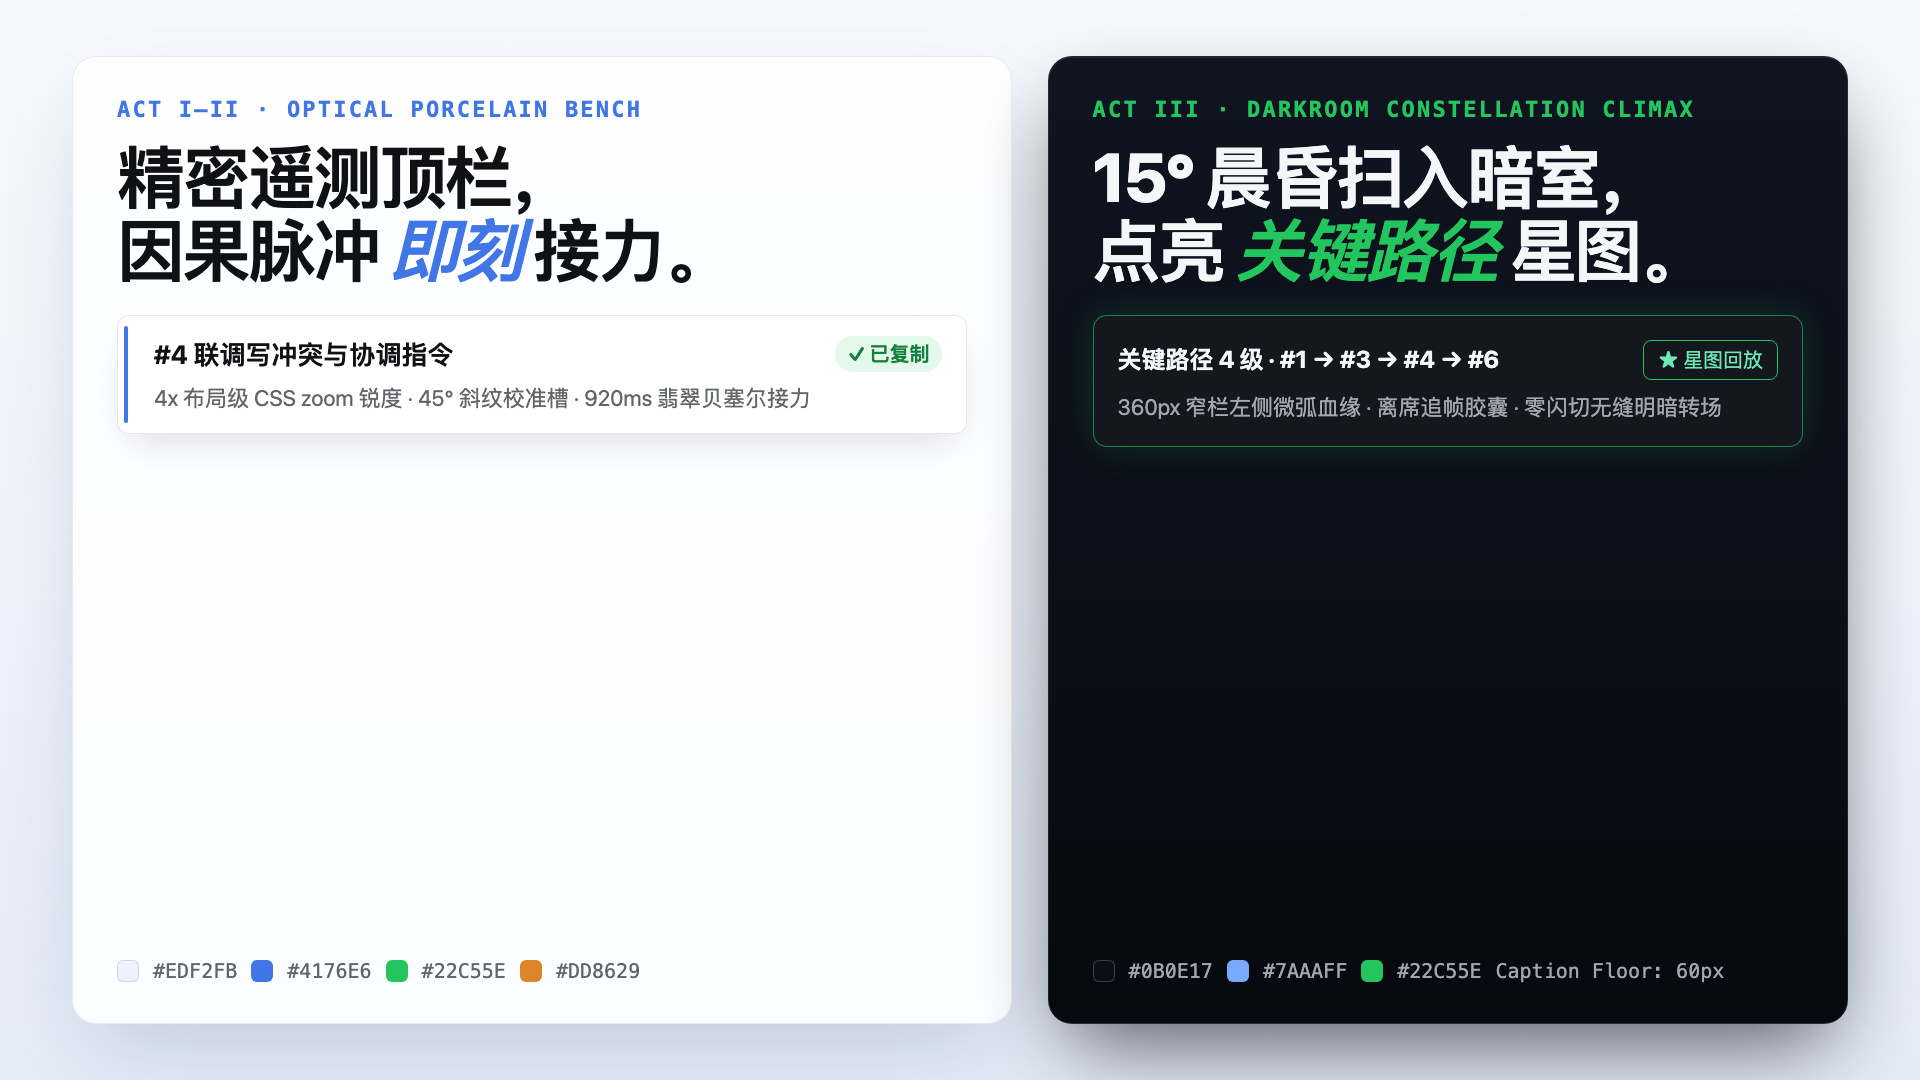 ACT I–II · OPTICAL PORCELAIN BENCH
精密遥测顶栏，
因果脉冲 即刻 接力。
#4 联调写冲突与协调指令
✓ 已复制
4x 布局级 CSS zoom 锐度 · 45° 斜纹校准槽 · 920ms 翡翠贝塞尔接力
#EDF2FB #4176E6 #22C55E #DD8629
ACT III · DARKROOM CONSTELLATION CLIMAX
15° 晨昏扫入暗室，
点亮 关键路径 星图。
关键路径 4 级 · #1 → #3 → #4 → #6
★ 星图回放
360px 窄栏左侧微弧血缘 · 离席追帧胶囊 · 零闪切无缝明暗转场
#0B0E17 #7AAAFF #22C55E Caption Floor: 60px